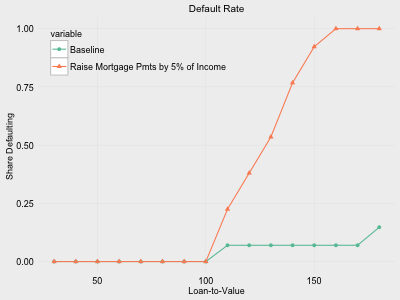 Default Rate
variable
Baseline
Raise Mortgage Pmts by 5% of Income
1.00
0.75
0.50
0.25
0.00
Share Defaulting
50
100
150
Loan-to-Value